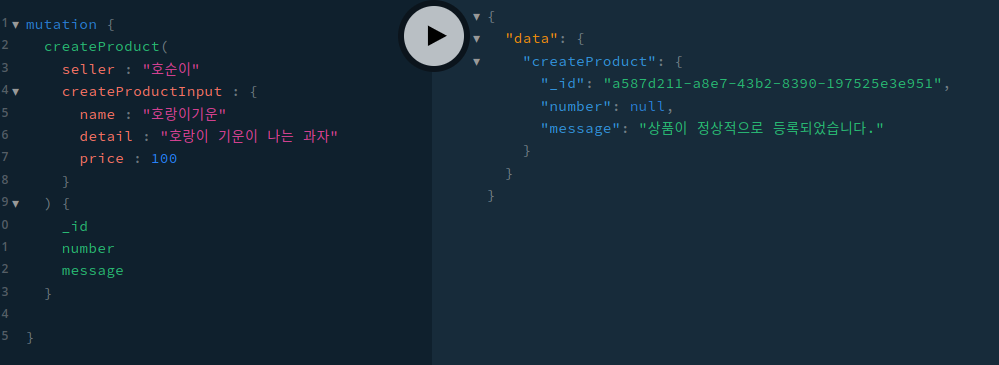 1 mutation {
2 createProduct(
3 seller : "호순이"
4 createProductInput : {
5 name : "호랑이기운"
6 detail : "호랑이 기운이 나는 과자"
7 price : 100
8 }
9 ) {
0 _id
1 number
2 message
3 }
4
5 }
{
"data": {
"createProduct": {
"_id": "a587d211-a8e7-43b2-8390-197525e3e951",
"number": null,
"message": "상품이 정상적으로 등록되었습니다."
}
}
}